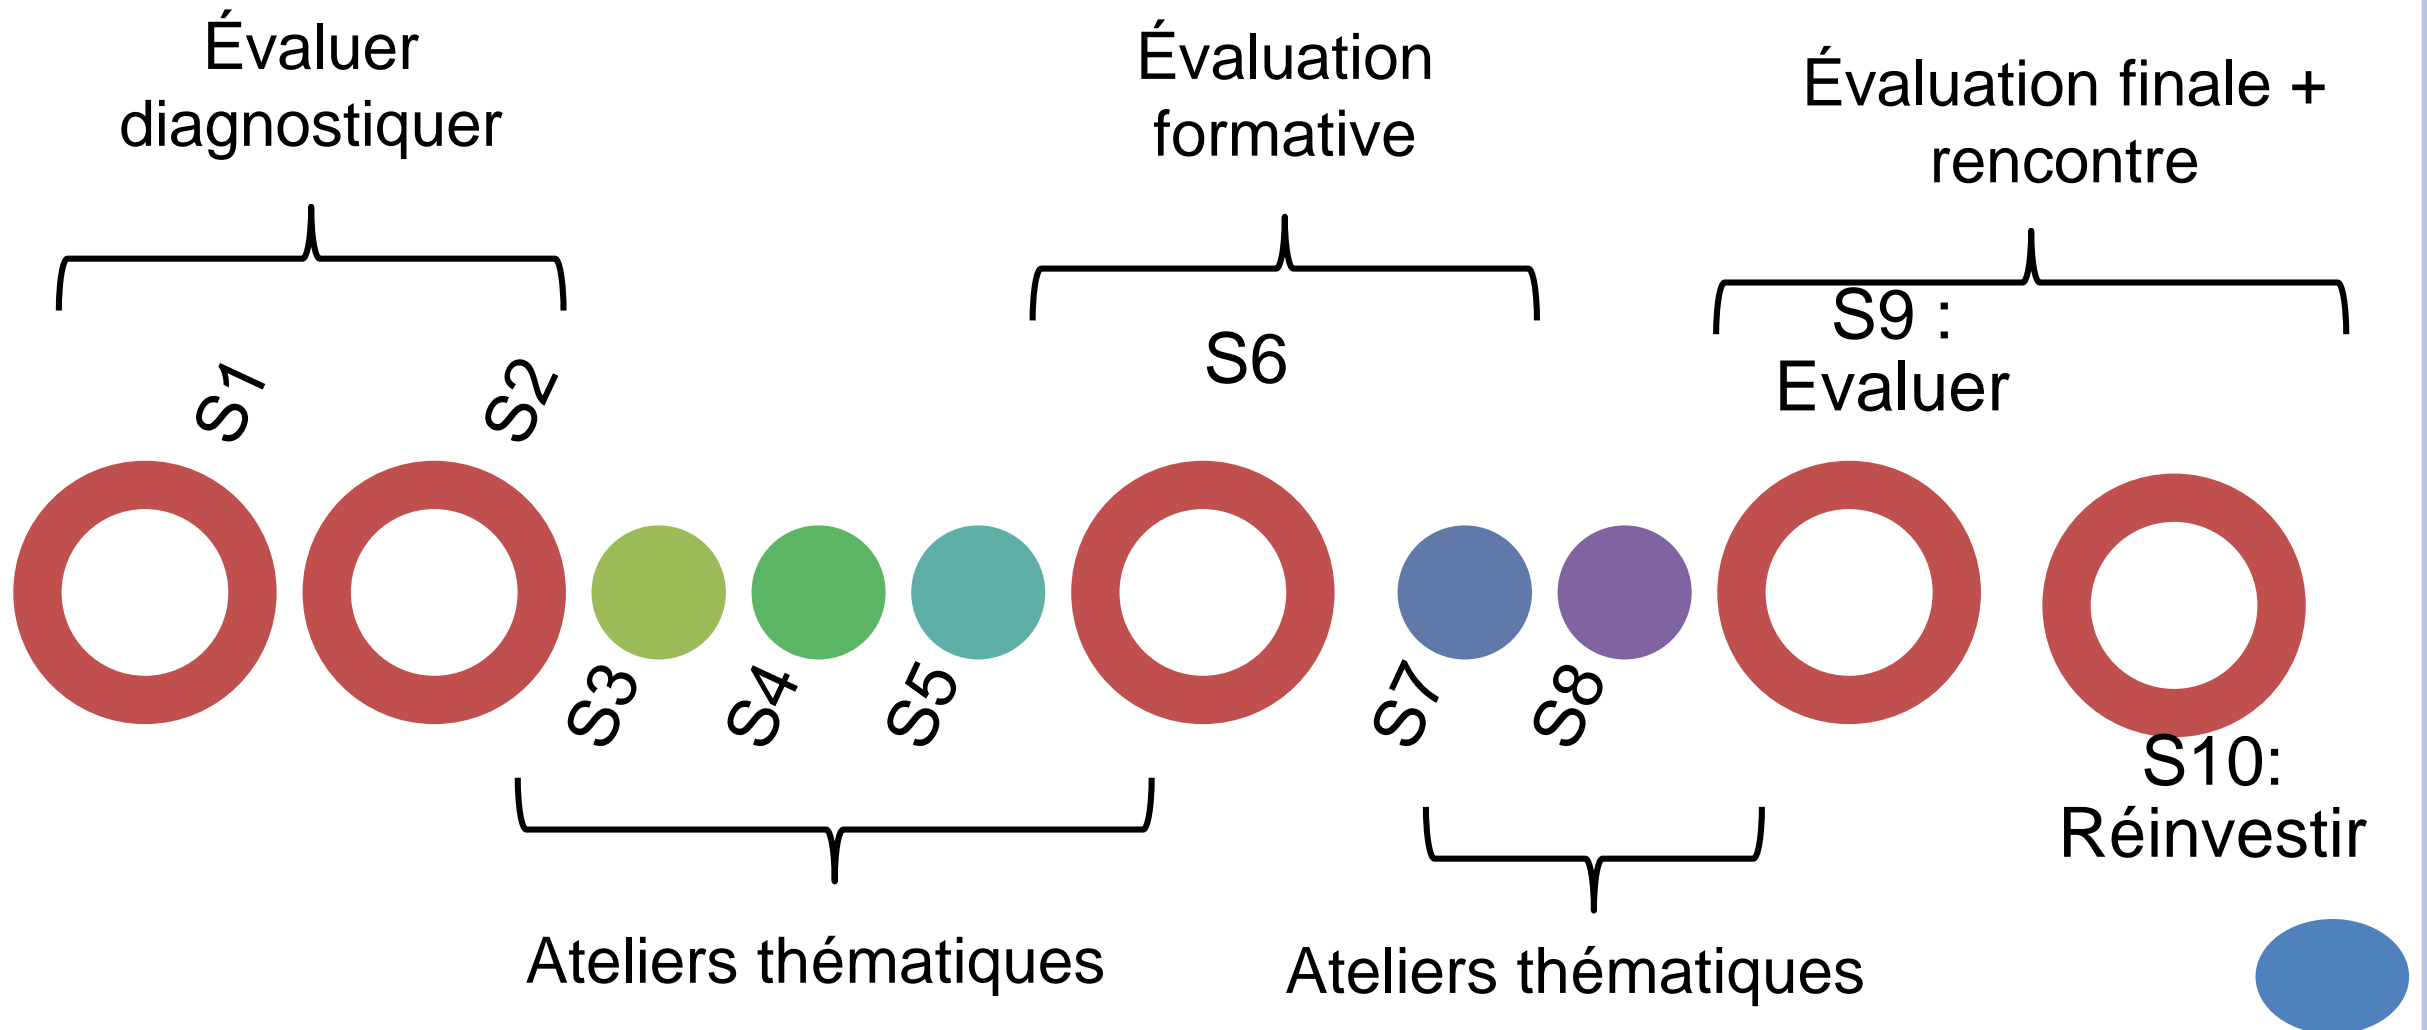 Évaluer
diagnostiquer
Évaluation
formative
Évaluation finale +
rencontre
S1
S2
S6
S9 :
Evaluer
S3
S4
S5
S7
S8
S10:
Réinvestir
Ateliers thématiques
Ateliers thématiques